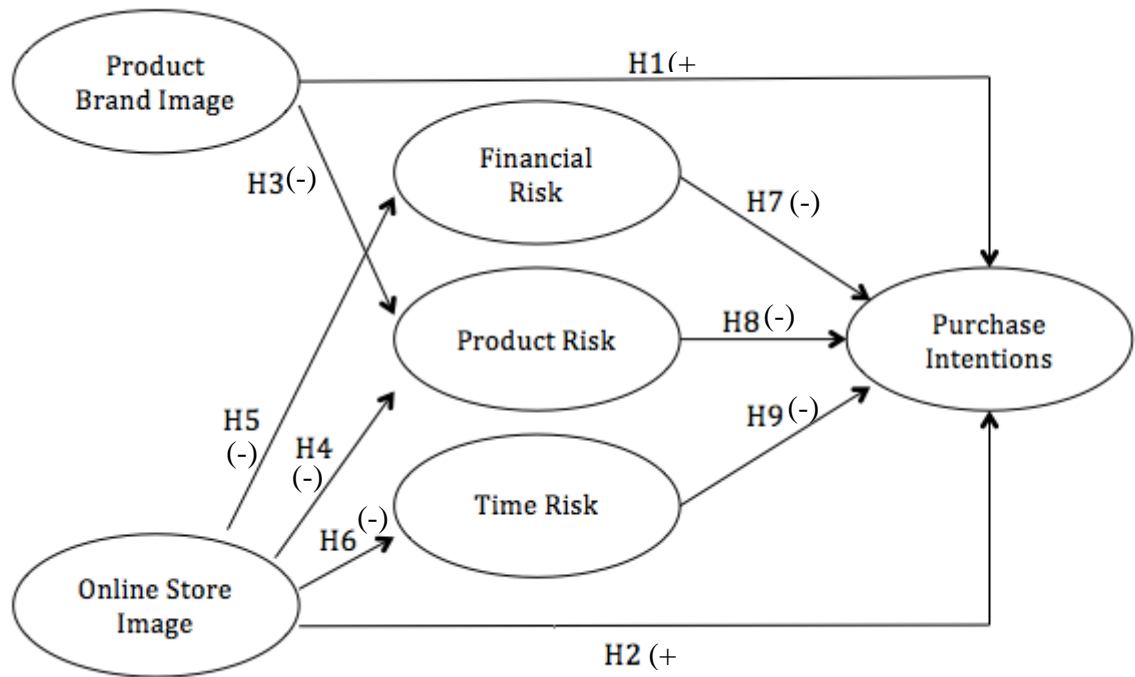 Product
Brand Image
H1(+
Financial
Risk
H3(-)
H7 (-)
Product Risk
H8(-)
Purchase
Intentions
H5
(-)
H4
(-)
H9(-)
Time Risk
H6(-)
Online Store
Image
H2 (+